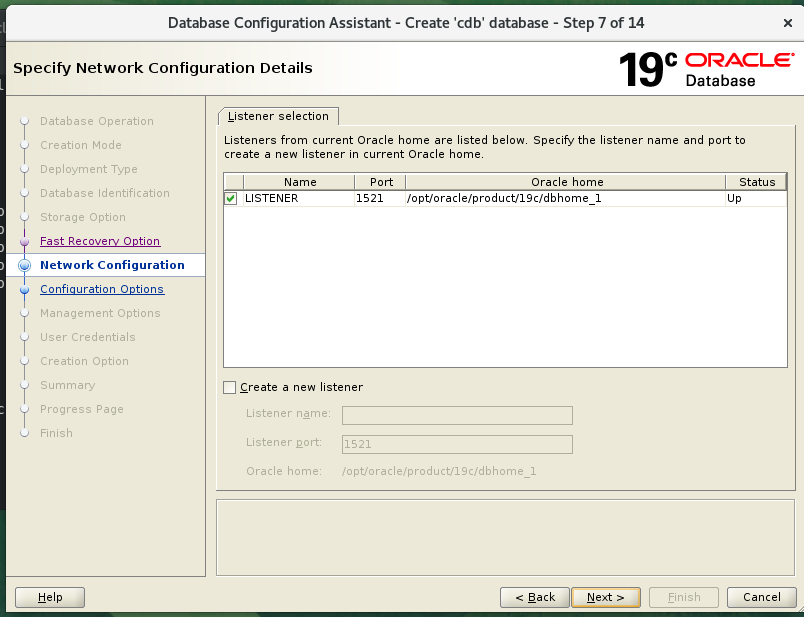 Database Configuration Assistant - Create 'cdb' database - Step 7 of 14
Specify Network Configuration Details
19c ORACLE
Database
Database Operation
Creation Mode
Deployment Type
Database Identification
Storage Option
Fast Recovery Option
Network Configuration
Configuration Options
Management Options
User Credentials
Creation Option
Summary
Progress Page
Finish
Listener selection
Listeners from current Oracle home are listed below. Specify the listener name and port to
create a new listener in current Oracle home.
Name Port Oracle home Status
LISTENER 1521 /opt/oracle/product/19c/dbhome_1 Up
Create a new listener
Listener name:
Listener port: 1521
Oracle home: /opt/oracle/product/19c/dbhome_1
Help < Back Next > Finish Cancel